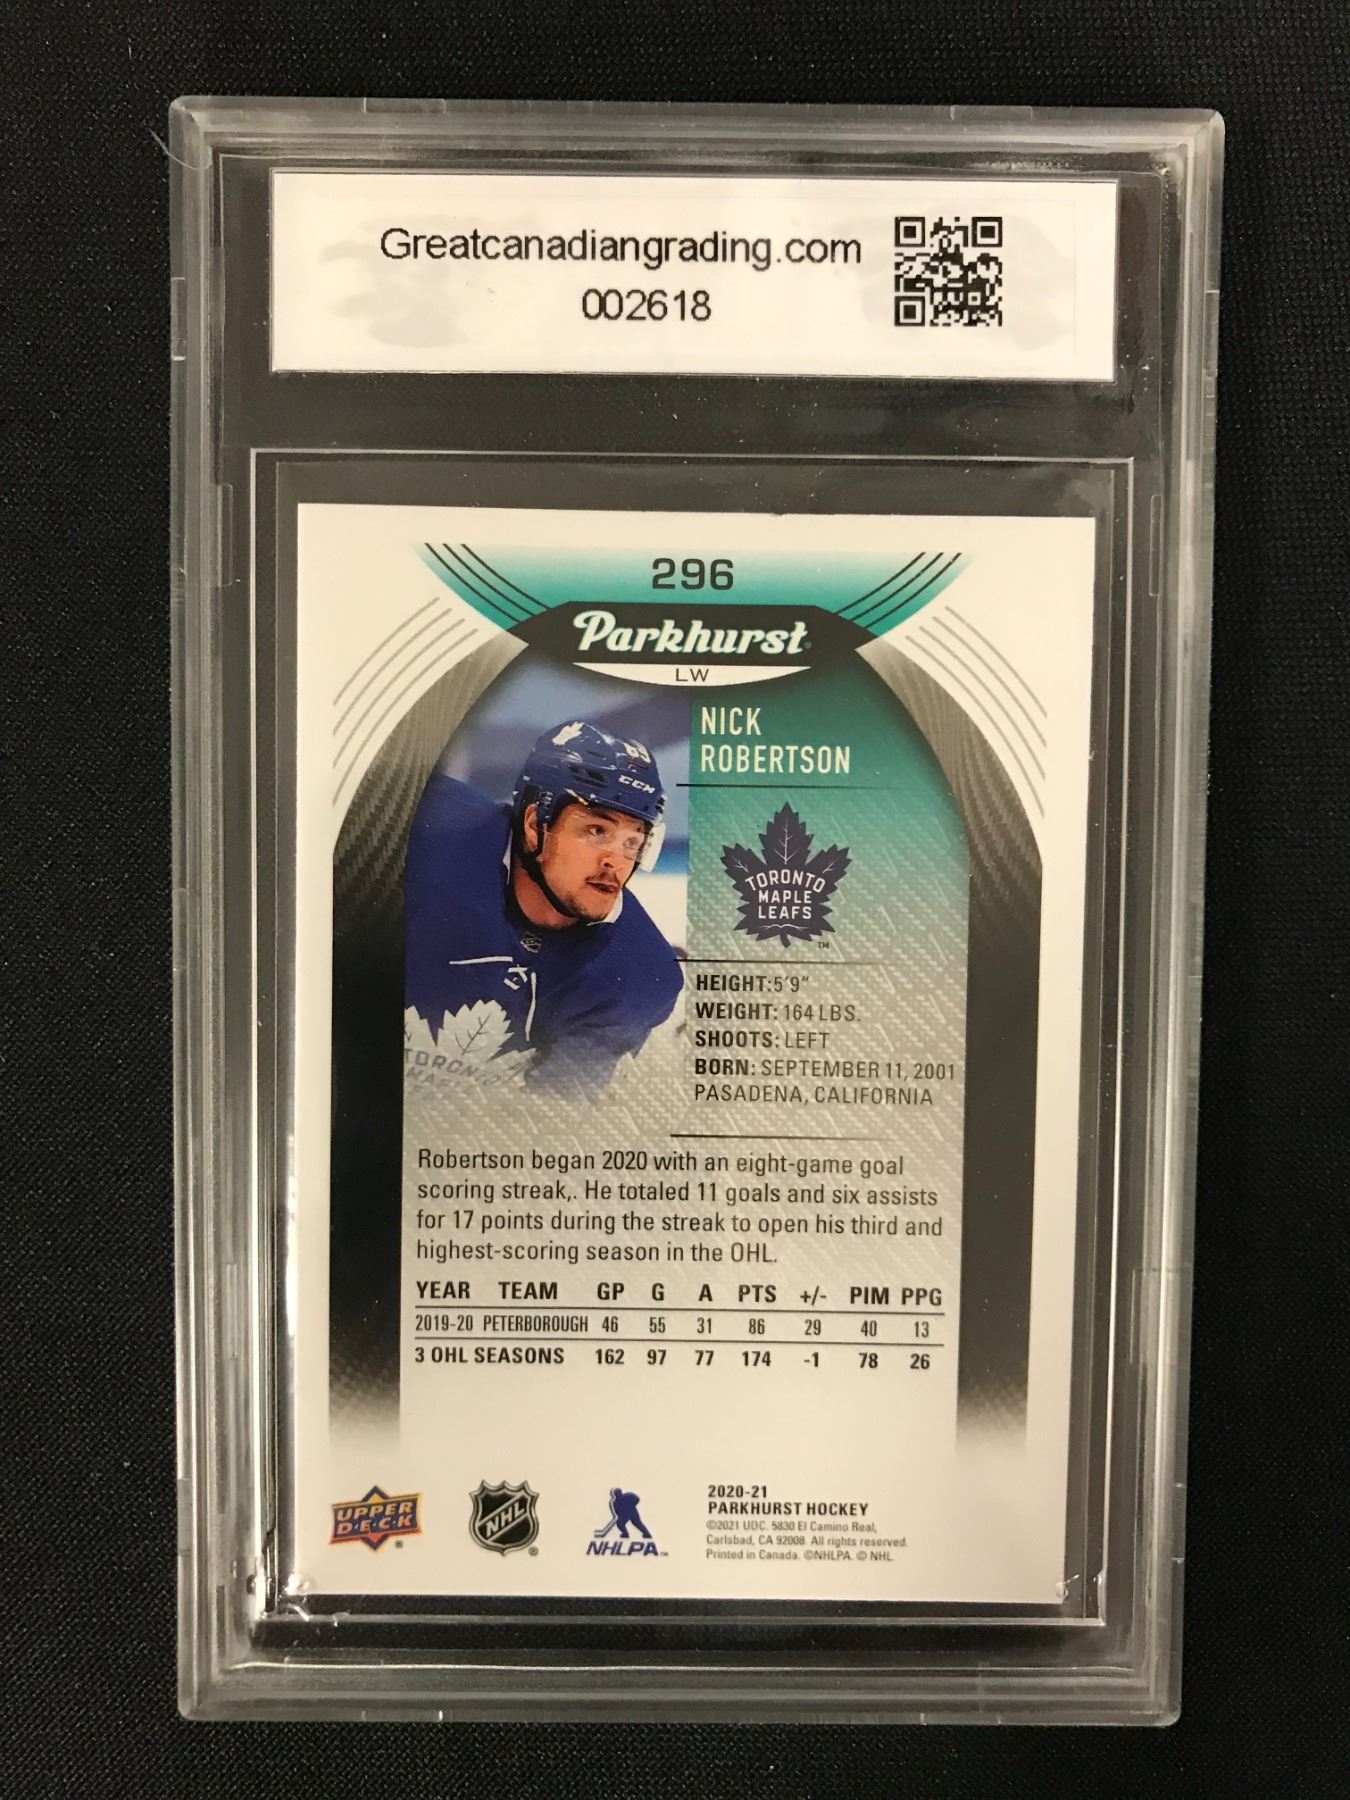 Greatcanadiangrading.com
002618
296
Parkhurst
LW
NICK
ROBERTSON
CCM
TORONTO
MAPLE
LEAFS
TM
HEIGHT:5'9"
WEIGHT: 164 LBS.
SHOOTS: LEFT
BORN: SEPTEMBER 11, 2001
PASADENA, CALIFORNIA
TORONTO
Robertson began 2020 with an eight-game goal
scoring streak,. He totaled 11 goals and six assists
for 17 points during the streak to open his third and
highest-scoring season in the OHL.
YEAR TEAM GP G A PTS +/- PIM PPG
2019-20 PETERBOROUGH 46 55 31 86 29 40 13
3 OHL SEASONS 162 97 77 174 -1 78 26
UPPER
D·E·C·K
®
NHL
®
NHLPA
2020-21
PARKHURST HOCKEY
©2021 UDC. 5830 El Camino Real,
Carlsbad, CA 92008. All rights reserved.
Printed in Canada. ©NHLPA. © NHL.